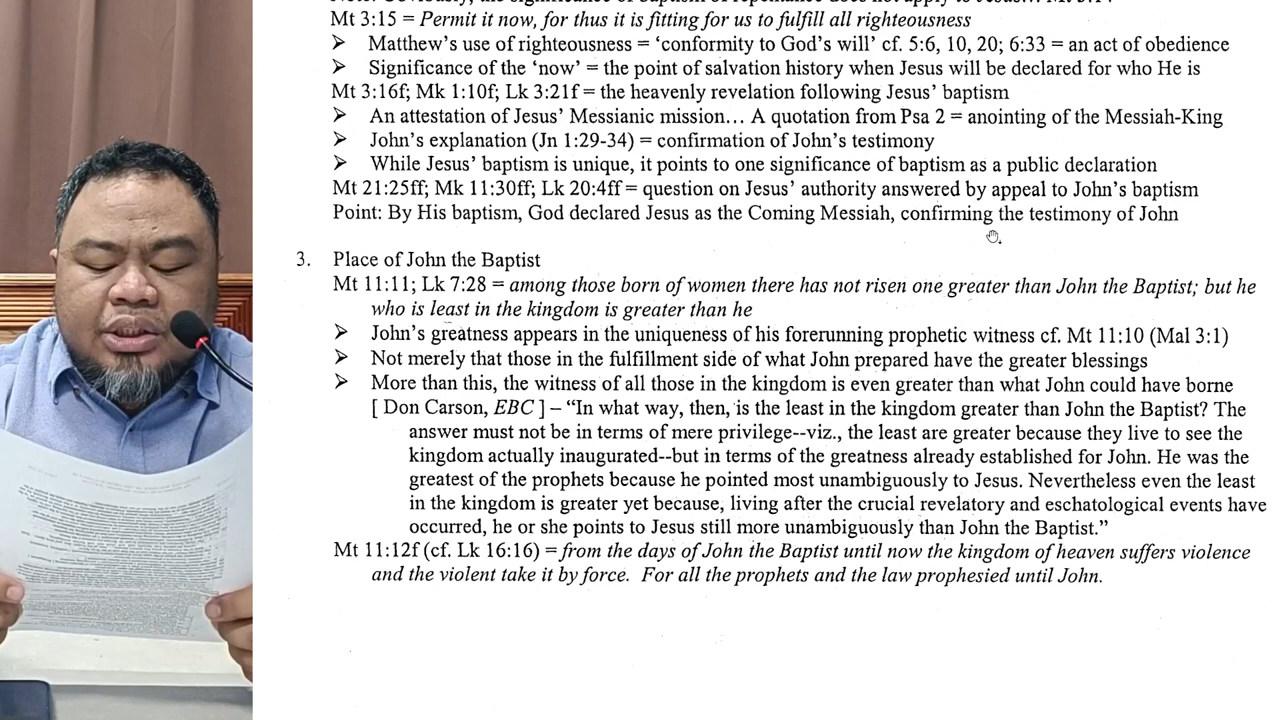 Mt 3:15 = Permit it now, for thus it is fitting for us to fulfill all righteousness
➤ Matthew’s use of righteousness = ‘conformity to God’s will’ cf. 5:6, 10, 20; 6:33 = an act of obedience
➤ Significance of the ‘now’ = the point of salvation history when Jesus will be declared for who He is
Mt 3:16f; Mk 1:10f; Lk 3:21f = the heavenly revelation following Jesus’ baptism
➤ An attestation of Jesus’ Messianic mission… A quotation from Psa 2 = anointing of the Messiah-King
➤ John’s explanation (Jn 1:29-34) = confirmation of John’s testimony
➤ While Jesus’ baptism is unique, it points to one significance of baptism as a public declaration
Mt 21:25ff; Mk 11:30ff; Lk 20:4ff = question on Jesus’ authority answered by appeal to John’s baptism
Point: By His baptism, God declared Jesus as the Coming Messiah, confirming the testimony of John
3. Place of John the Baptist
Mt 11:11; Lk 7:28 = among those born of women there has not risen one greater than John the Baptist; but he
who is least in the kingdom is greater than he
➤ John’s greatness appears in the uniqueness of his forerunning prophetic witness cf. Mt 11:10 (Mal 3:1)
➤ Not merely that those in the fulfillment side of what John prepared have the greater blessings
➤ More than this, the witness of all those in the kingdom is even greater than what John could have borne
[ Don Carson, EBC ] – “In what way, then, is the least in the kingdom greater than John the Baptist? The
answer must not be in terms of mere privilege--viz., the least are greater because they live to see the
kingdom actually inaugurated--but in terms of the greatness already established for John. He was the
greatest of the prophets because he pointed most unambiguously to Jesus. Nevertheless even the least
in the kingdom is greater yet because, living after the crucial revelatory and eschatological events have
occurred, he or she points to Jesus still more unambiguously than John the Baptist.”
Mt 11:12f (cf. Lk 16:16) = from the days of John the Baptist until now the kingdom of heaven suffers violence
and the violent take it by force. For all the prophets and the law prophesied until John.